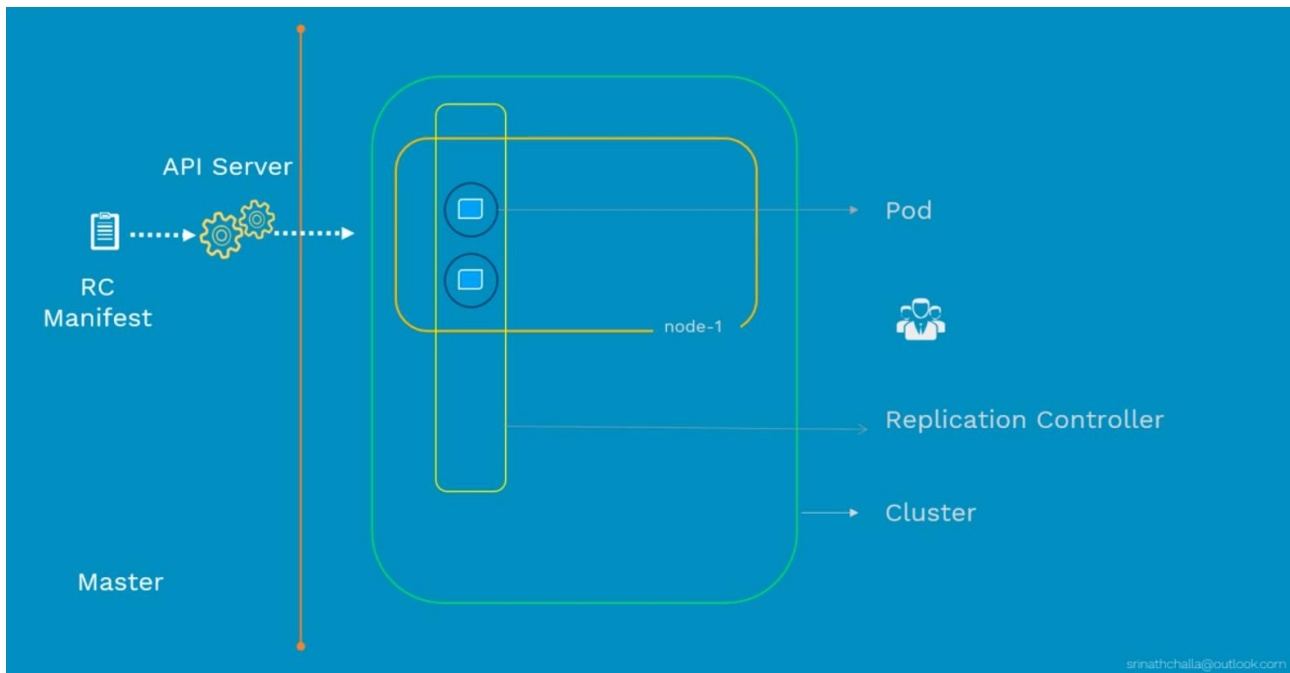 API Server
RC
Manifest
Master
node-1
Pod
Replication Controller
Cluster
srinathchalla@outlook.com